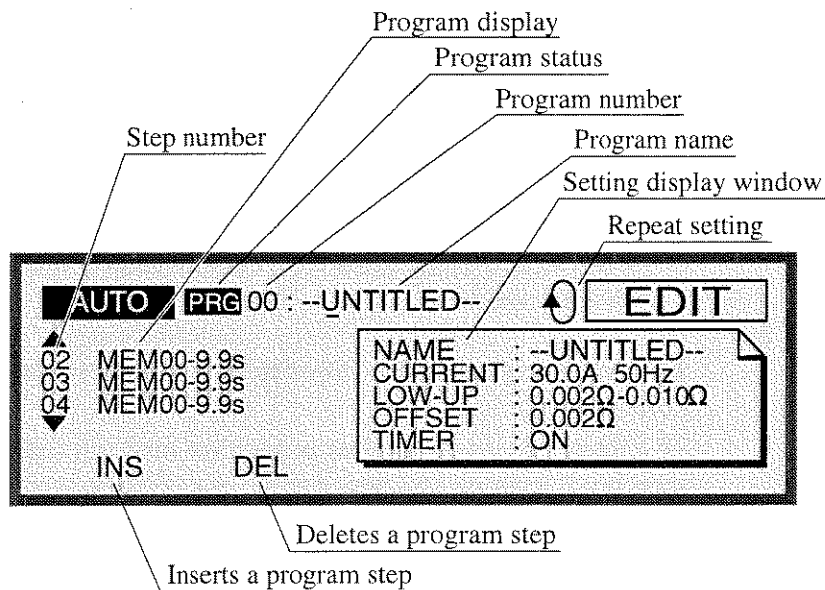 Program display
Program status
Program number
Step number
Program name
Setting display window
Repeat setting
AUTO PRG 00 : --UNTITLED-- EDIT
02 MEM00-9.9s
03 MEM00-9.9s
04 MEM00-9.9s
NAME : --UNTITLED--
CURRENT : 30.0A 50Hz
LOW-UP : 0.002Ω-0.010Ω
OFFSET : 0.002Ω
TIMER : ON
INS DEL
Deletes a program step
Inserts a program step